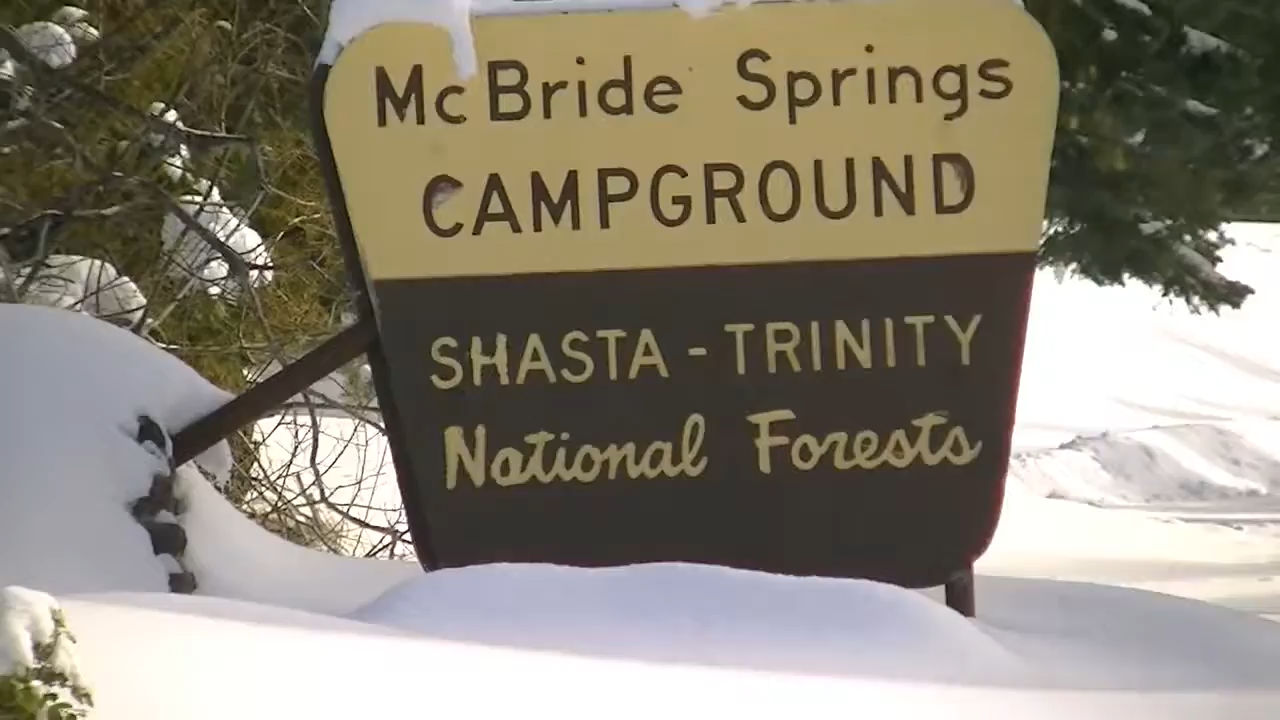 McBride Springs
CAMPGROUND
SHASTA - TRINITY
National Forests